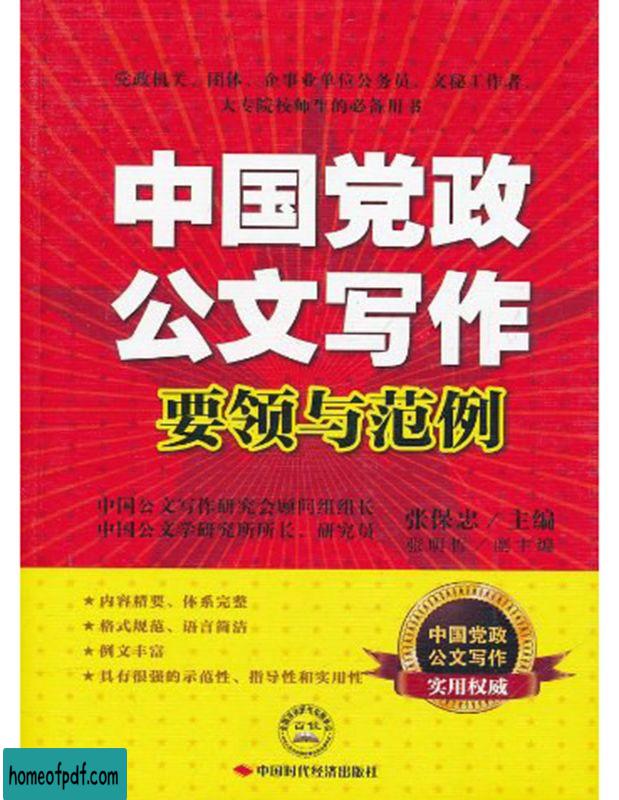 党政机关、团体、企事业单位公务员、文秘工作者、
大专院校师生的必备用书
中国党政
公文写作
要领与范例
中国公文写作研究会顾问组组长
中国公文学研究所所长、研究员
张保忠／主编
张明哲／副主编
★内容精要、体系完整
★格式规范、语言简洁
★例文丰富
★具有很强的示范性、指导性和实用性
中国党政
公文写作
实用权威
中国时代经济出版社
homeofpdf.com